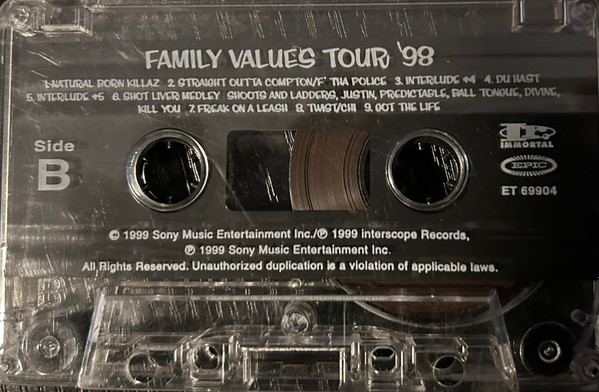 FAMILY VALUES TOUR '98
1.NATURAL BORN KILLAZ 2. STRAIGHT OUTTA COMPTON/F' THA POLICE 3. INTERLUDE #4 4. DU HAST
5. INTERLUDE #5 6. SHOT LIVER MEDLEY - SHOOTS AND LADDERS, JUSTIN, PREDICTABLE, BALL TONGUE, DIVINE,
KILL YOU 7. FREAK ON A LEASH 8. TWIST/CHI 9. GOT THE LIFE
Side
B
IMMORTAL
EPIC
ET 69904
© 1999 Sony Music Entertainment Inc./℗ 1999 Interscope Records,
℗ 1999 Sony Music Entertainment Inc.
All Rights Reserved. Unauthorized duplication is a violation of applicable laws.